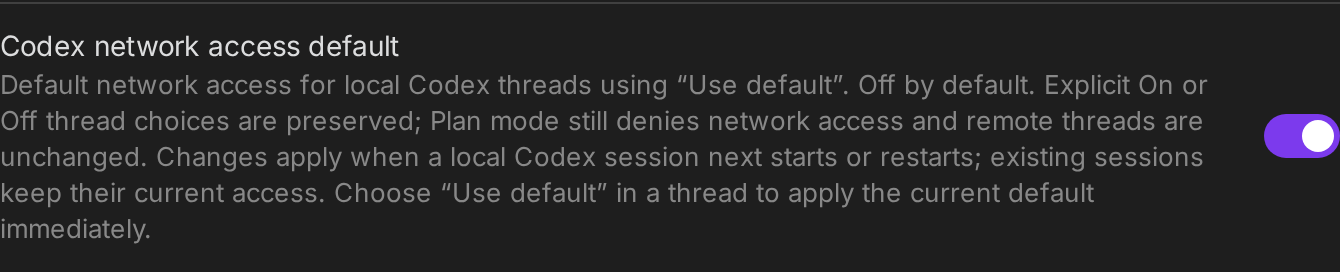 Codex network access default
Default network access for local Codex threads using “Use default”. Off by default. Explicit On or
Off thread choices are preserved; Plan mode still denies network access and remote threads are
unchanged. Changes apply when a local Codex session next starts or restarts; existing sessions
keep their current access. Choose “Use default” in a thread to apply the current default
immediately.